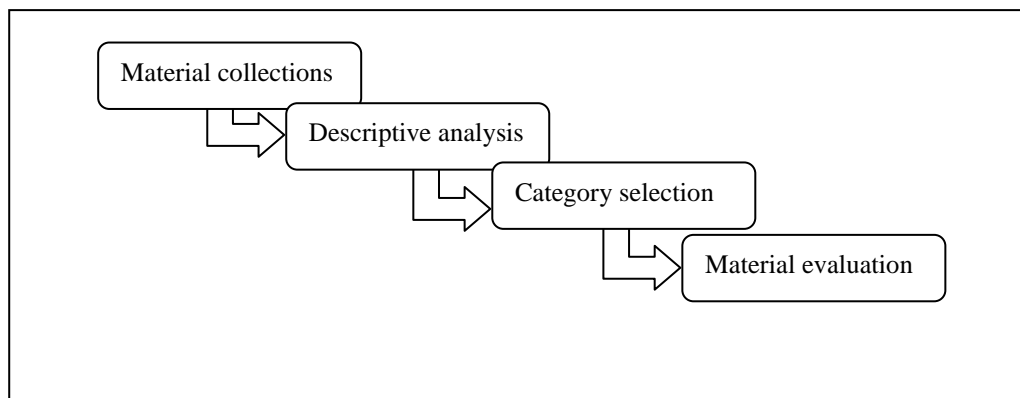 Material collections
Descriptive analysis
Category selection
Material evaluation